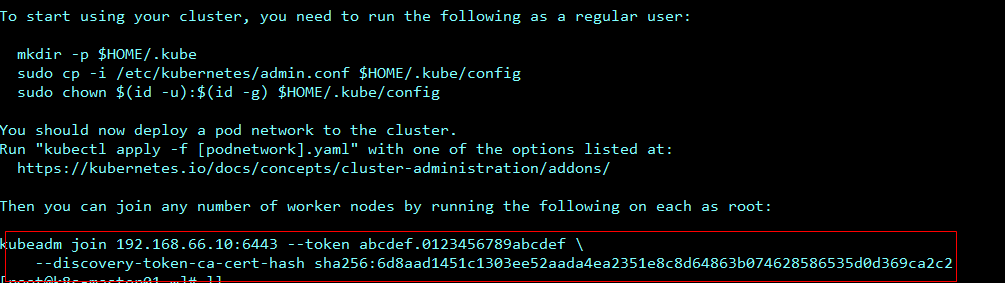 To start using your cluster, you need to run the following as a regular user:
mkdir -p $HOME/.kube
sudo cp -i /etc/kubernetes/admin.conf $HOME/.kube/config
sudo chown $(id -u):$(id -g) $HOME/.kube/config
You should now deploy a pod network to the cluster.
Run "kubectl apply -f [podnetwork].yaml" with one of the options listed at:
https://kubernetes.io/docs/concepts/cluster-administration/addons/
Then you can join any number of worker nodes by running the following on each as root:
kubeadm join 192.168.66.10:6443 --token abcdef.0123456789abcdef \
--discovery-token-ca-cert-hash sha256:6d8aad1451c1303ee52aada4ea2351e8c8d64863b074628586535d0d369ca2c2
[root@k8s-master01 ~]# ll